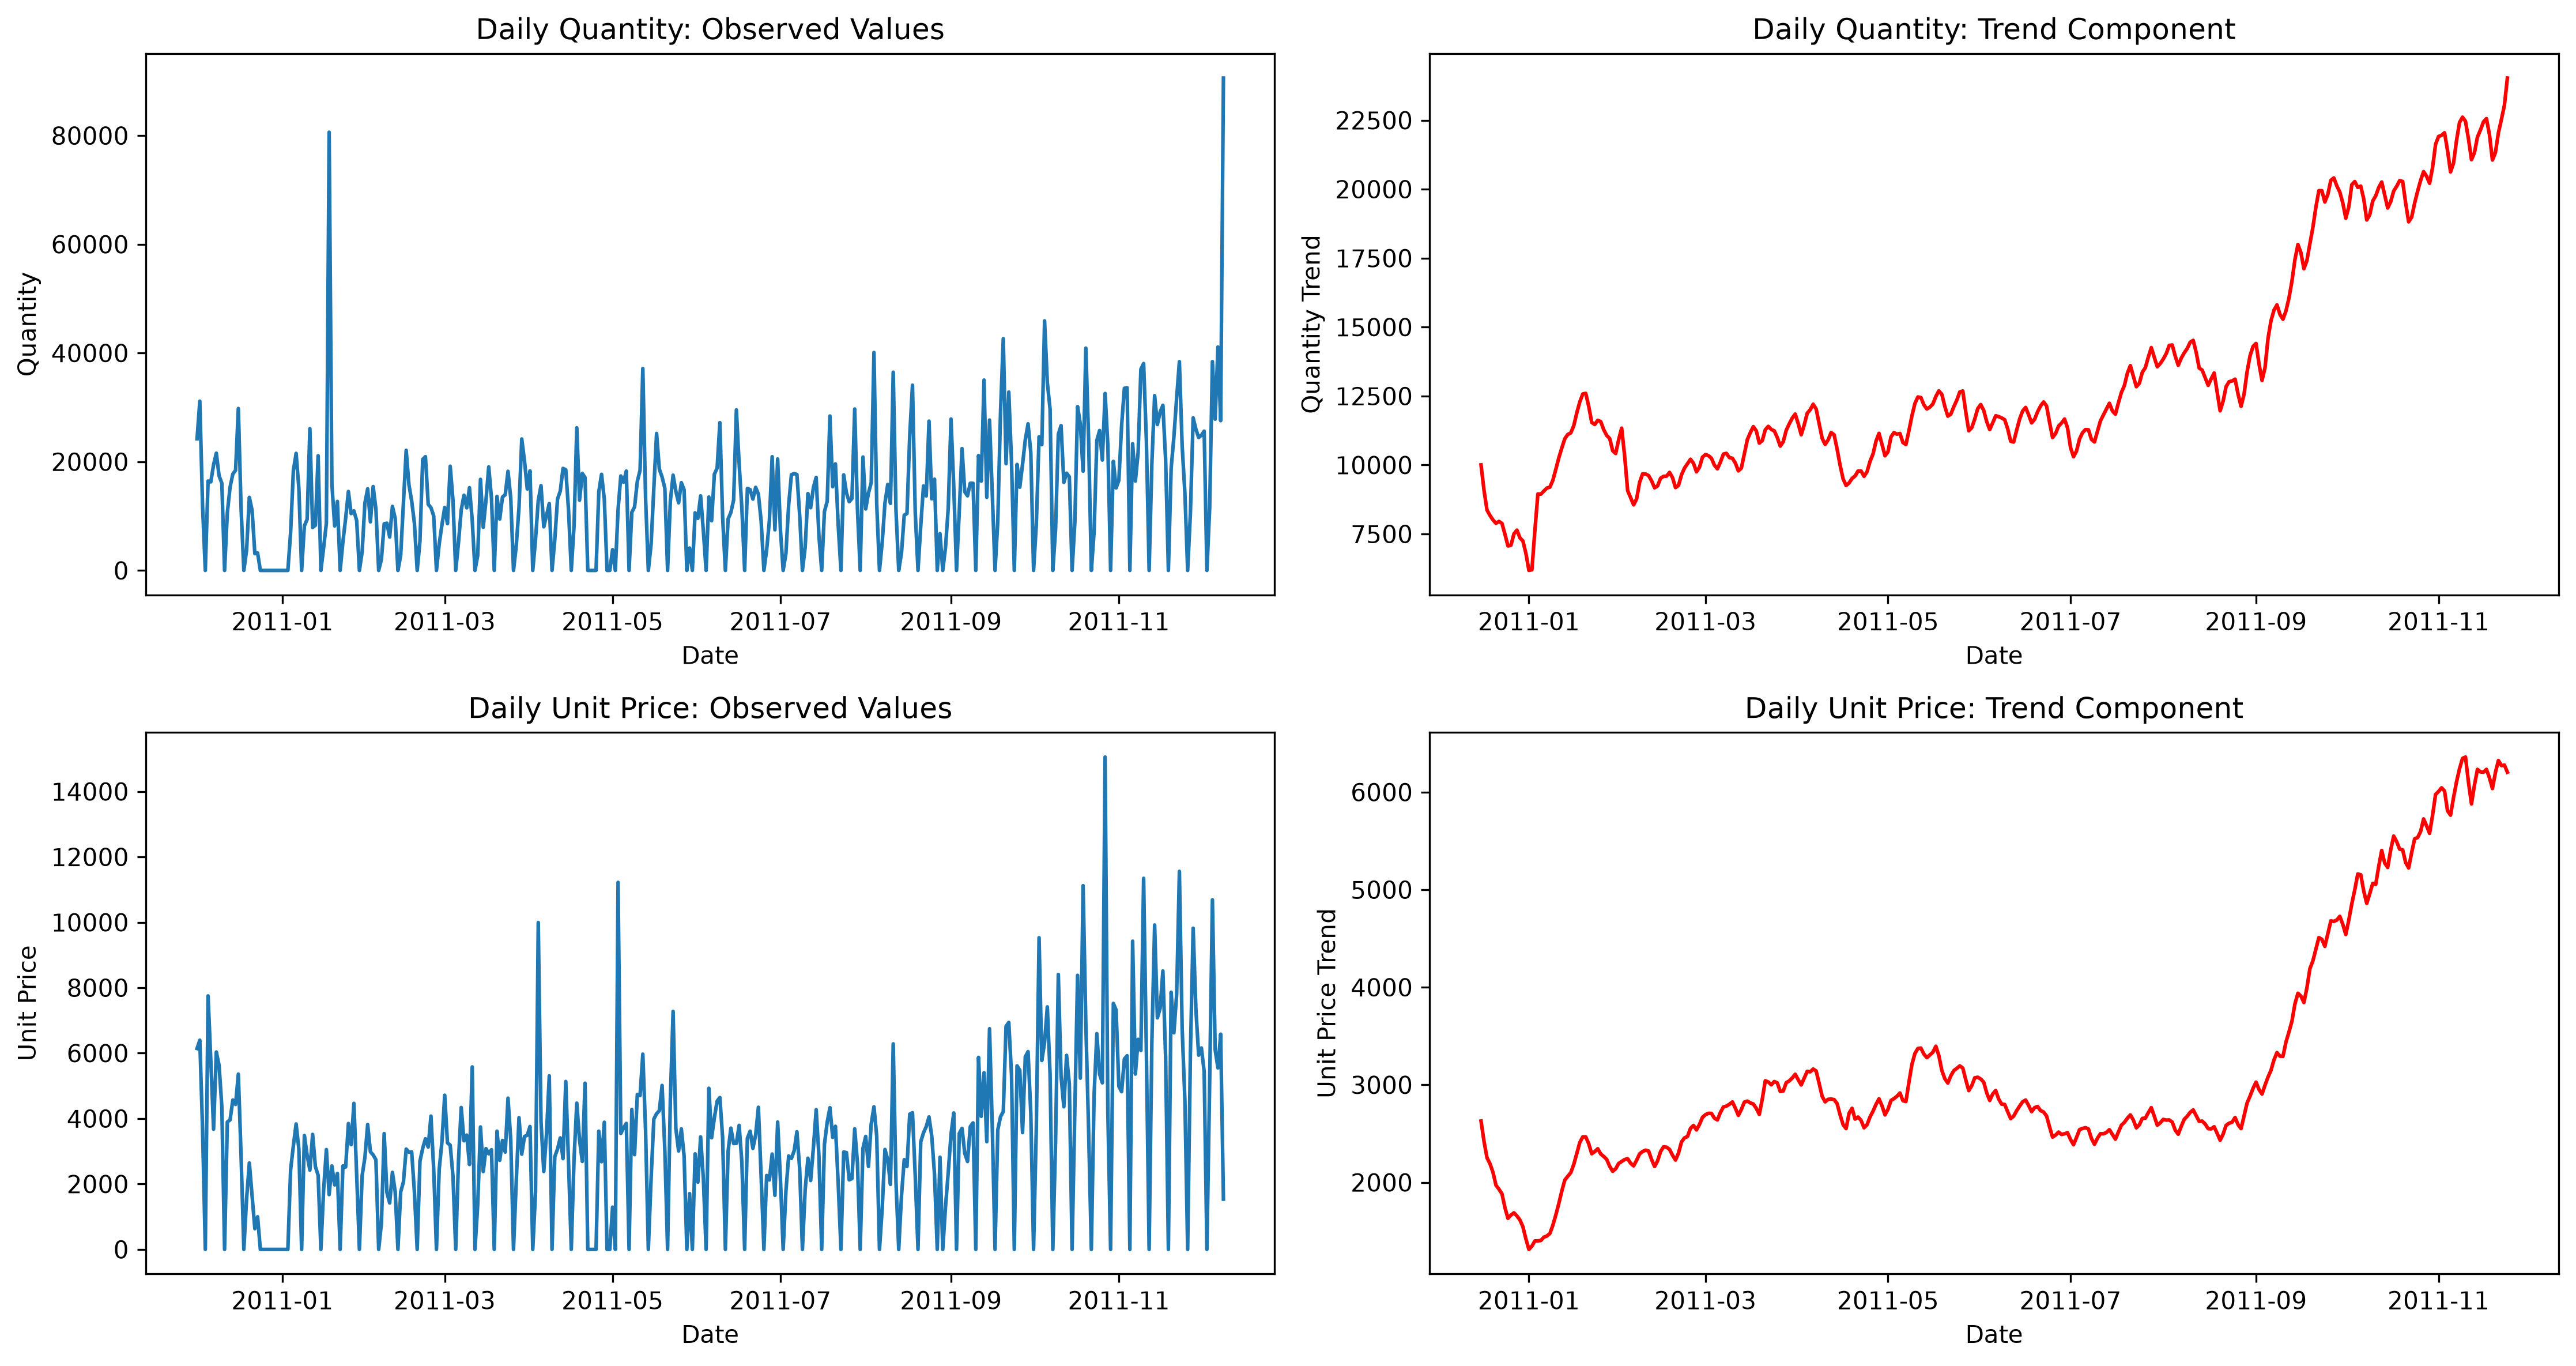 Daily Quantity: Observed Values
Quantity
80000
60000
40000
20000
0
2011-01 2011-03 2011-05 2011-07 2011-09 2011-11
Date
Daily Quantity: Trend Component
Quantity Trend
22500
20000
17500
15000
12500
10000
7500
2011-01 2011-03 2011-05 2011-07 2011-09 2011-11
Date
Daily Unit Price: Observed Values
Unit Price
14000
12000
10000
8000
6000
4000
2000
0
2011-01 2011-03 2011-05 2011-07 2011-09 2011-11
Date
Daily Unit Price: Trend Component
Unit Price Trend
6000
5000
4000
3000
2000
2011-01 2011-03 2011-05 2011-07 2011-09 2011-11
Date